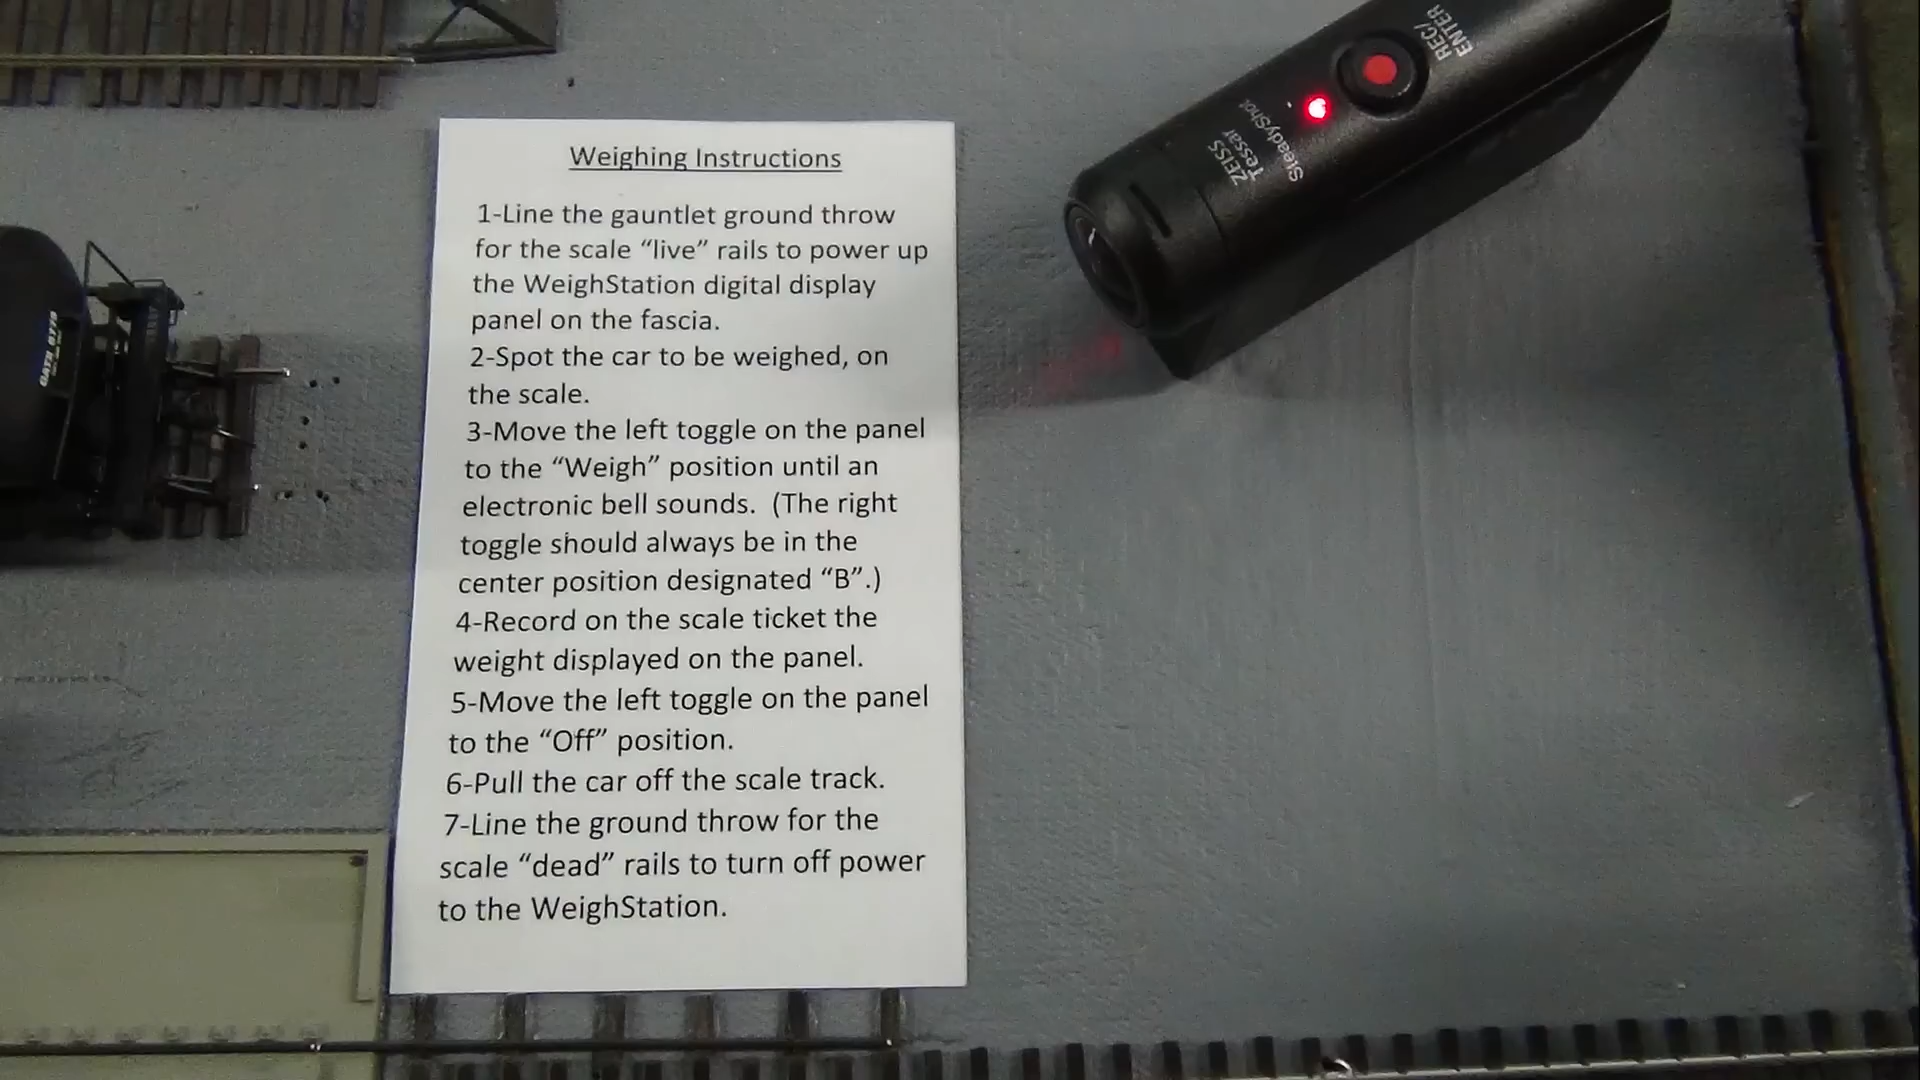 Weighing Instructions
1-Line the gauntlet ground throw
for the scale “live” rails to power up
the WeighStation digital display
panel on the fascia.
2-Spot the car to be weighed, on
the scale.
3-Move the left toggle on the panel
to the “Weigh” position until an
electronic bell sounds.  (The right
toggle should always be in the
center position designated “B”.)
4-Record on the scale ticket the
weight displayed on the panel.
5-Move the left toggle on the panel
to the “Off” position.
6-Pull the car off the scale track.
7-Line the ground throw for the
scale “dead” rails to turn off power
to the WeighStation.
REC/
ENTER
ZEISS
Tessar
SteadyShot